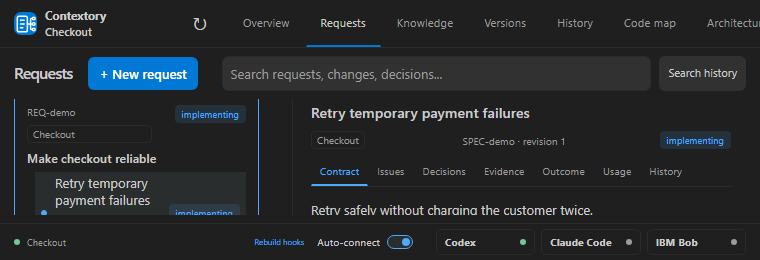 Contextory
Checkout
↻ Overview Requests Knowledge Versions History Code map Architectur
Requests + New request Search requests, changes, decisions... Search history
REQ-demo implementing
Checkout
Make checkout reliable
Retry temporary
payment failures
implementing
Retry temporary payment failures
Checkout SPEC-demo · revision 1 implementing
Contract Issues Decisions Evidence Outcome Usage History
Retry safely without charging the customer twice.
Checkout Rebuild hooks Auto-connect Codex Claude Code IBM Bob